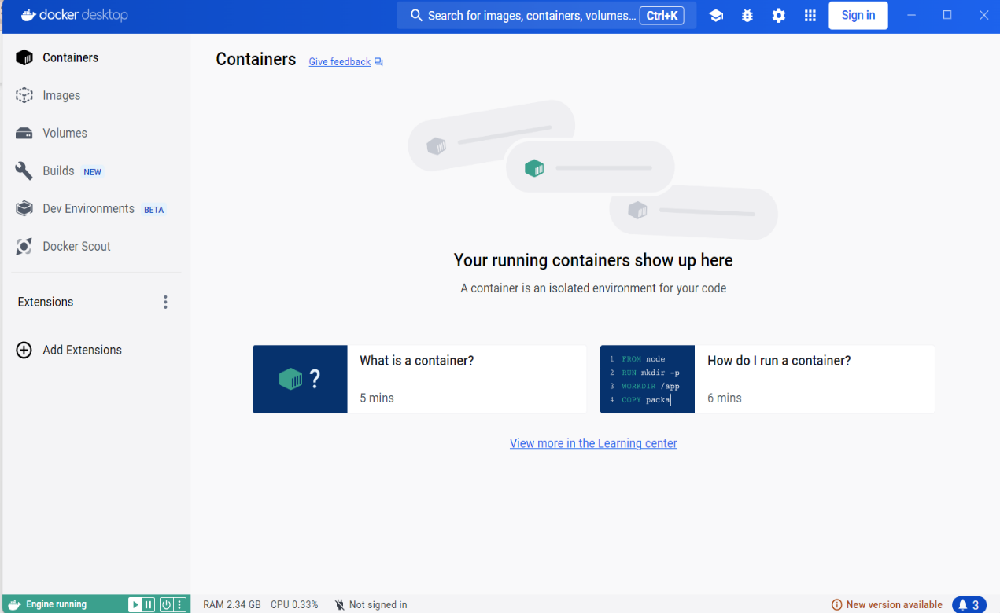 docker desktop
Search for images, containers, volumes... Ctrl+K
Sign in
Containers
Images
Volumes
Builds NEW
Dev Environments BETA
Docker Scout
Extensions
Add Extensions
Containers Give feedback
Your running containers show up here
A container is an isolated environment for your code
?
What is a container?
5 mins
1 FROM node
2 RUN mkdir -p
3 WORKDIR /app
4 COPY packa
How do I run a container?
6 mins
View more in the Learning center
Engine running
RAM 2.34 GB CPU 0.33% Not signed in
New version available 3